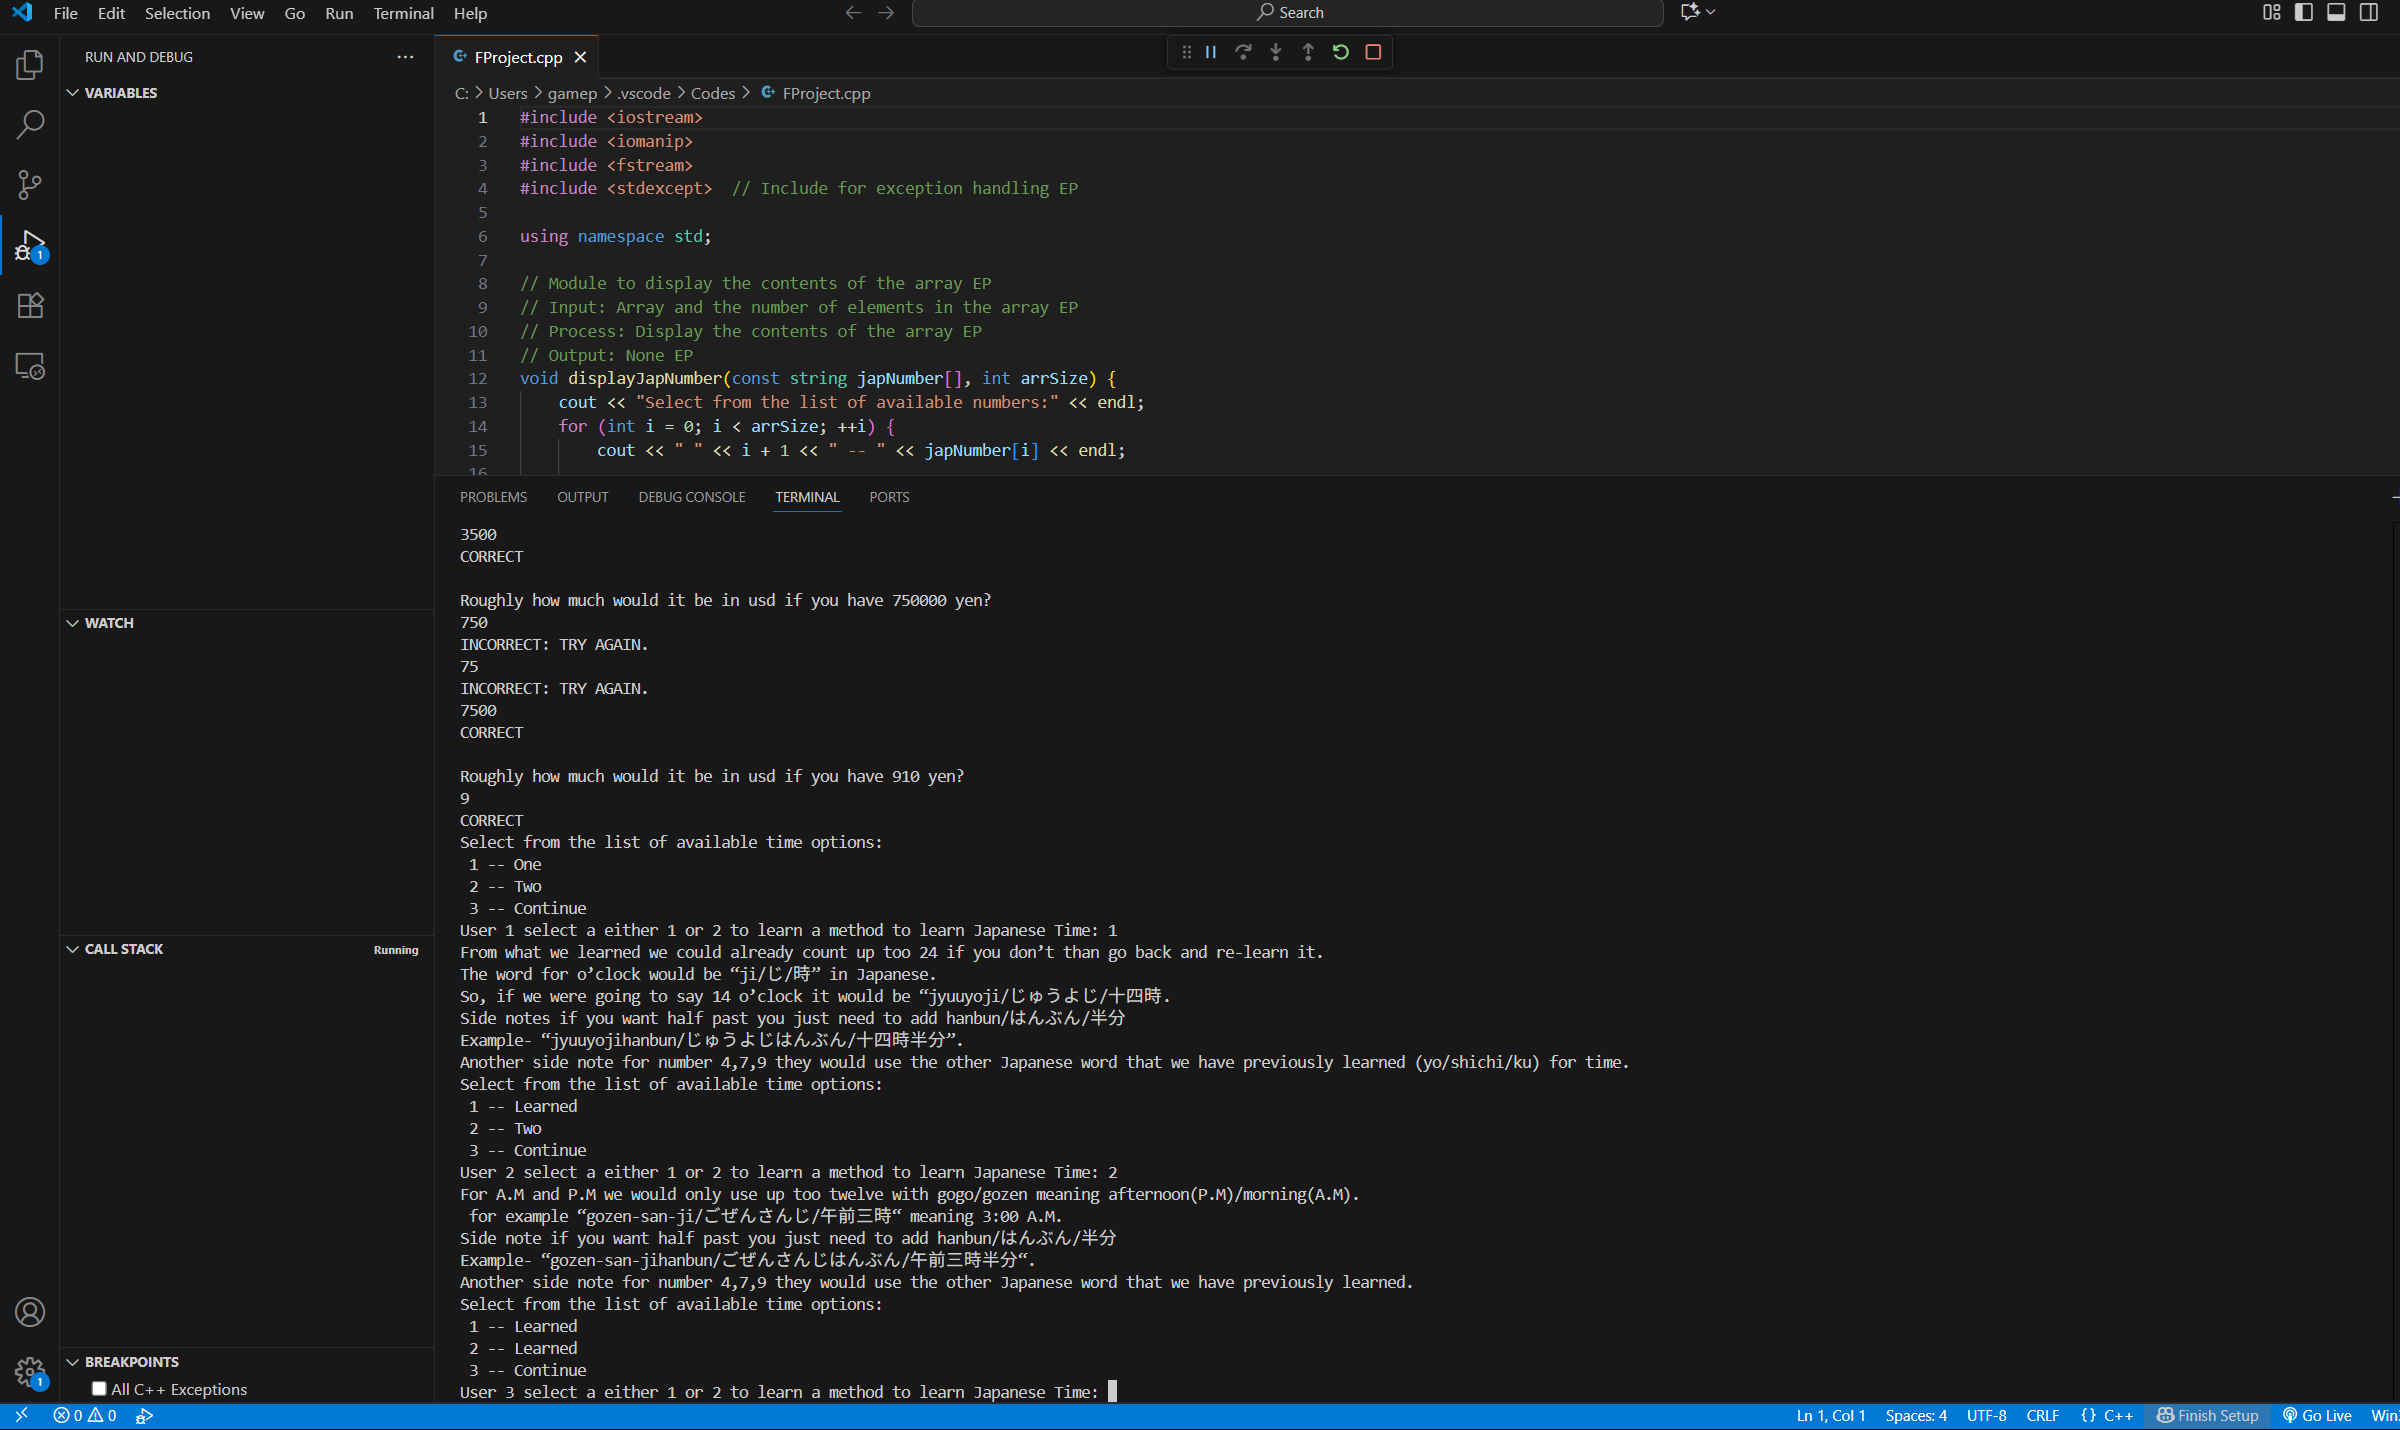 File Edit Selection View Go Run Terminal Help
Search
RUN AND DEBUG
VARIABLES
WATCH
CALL STACK
Running
BREAKPOINTS
All C++ Exceptions
1
1
FProject.cpp
C: > Users > gamep > .vscode > Codes > FProject.cpp
1 #include <iostream>
2 #include <iomanip>
3 #include <fstream>
4 #include <stdexcept>  // Include for exception handling EP
5
6 using namespace std;
7
8 // Module to display the contents of the array EP
9 // Input: Array and the number of elements in the array EP
10 // Process: Display the contents of the array EP
11 // Output: None EP
12 void displayJapNumber(const string japNumber[], int arrSize) {
13 cout << "Select from the list of available numbers:" << endl;
14 for (int i = 0; i < arrSize; ++i) {
15 cout << " " << i + 1 << " -- " << japNumber[i] << endl;
16
PROBLEMS OUTPUT DEBUG CONSOLE TERMINAL PORTS
3500
CORRECT
Roughly how much would it be in usd if you have 750000 yen?
750
INCORRECT: TRY AGAIN.
75
INCORRECT: TRY AGAIN.
7500
CORRECT
Roughly how much would it be in usd if you have 910 yen?
9
CORRECT
Select from the list of available time options:
1 -- One
2 -- Two
3 -- Continue
User 1 select a either 1 or 2 to learn a method to learn Japanese Time: 1
From what we learned we could already count up too 24 if you don’t than go back and re-learn it.
The word for o’clock would be “ji/じ/時” in Japanese.
So, if we were going to say 14 o’clock it would be “jyuuyoji/じゅうよじ/十四時.
Side notes if you want half past you just need to add hanbun/はんぶん/半分
Example- “jyuuyojihanbun/じゅうよじはんぶん/十四時半分”.
Another side note for number 4,7,9 they would use the other Japanese word that we have previously learned (yo/shichi/ku) for time.
Select from the list of available time options:
1 -- Learned
2 -- Two
3 -- Continue
User 2 select a either 1 or 2 to learn a method to learn Japanese Time: 2
For A.M and P.M we would only use up too twelve with gogo/gozen meaning afternoon(P.M)/morning(A.M).
for example “gozen-san-ji/ごぜんさんじ/午前三時“ meaning 3:00 A.M.
Side note if you want half past you just need to add hanbun/はんぶん/半分
Example- “gozen-san-jihanbun/ごぜんさんじはんぶん/午前三時半分“.
Another side note for number 4,7,9 they would use the other Japanese word that we have previously learned.
Select from the list of available time options:
1 -- Learned
2 -- Learned
3 -- Continue
User 3 select a either 1 or 2 to learn a method to learn Japanese Time:
0 0
Ln 1, Col 1 Spaces: 4 UTF-8 CRLF {} C++ Finish Setup Go Live